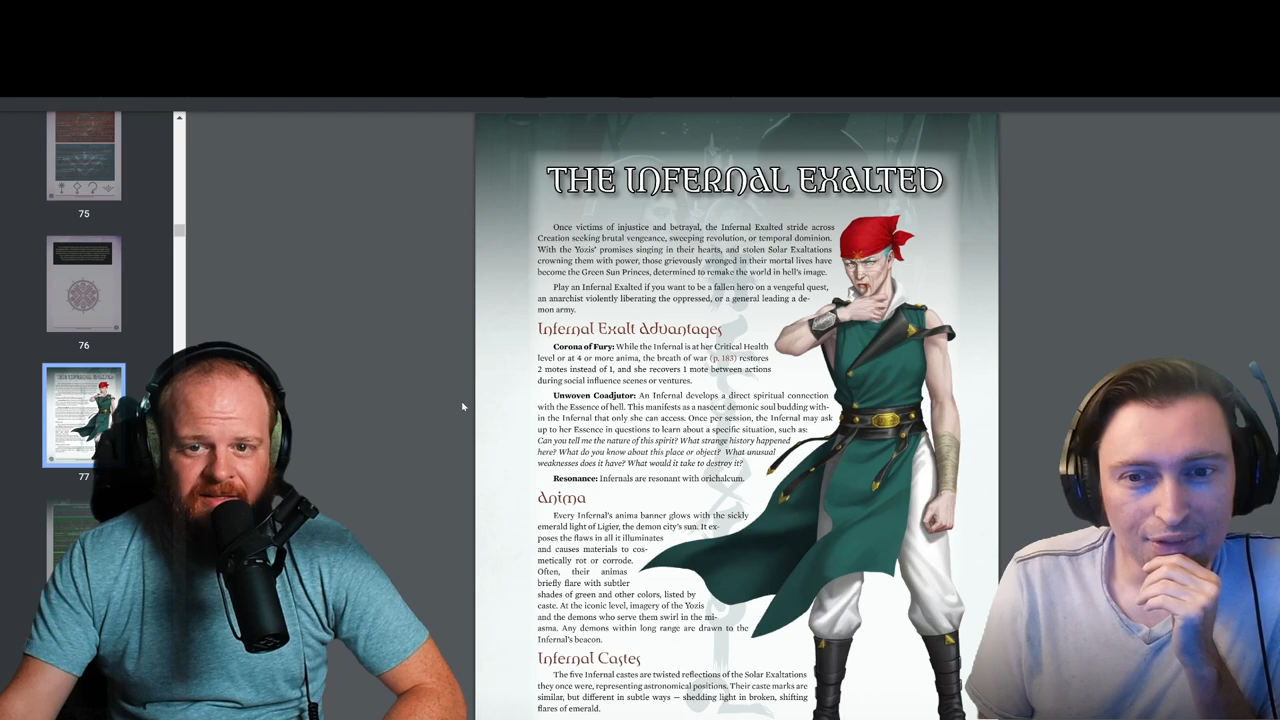 75
76
77
THE INFERNAL EXALTED
Once victims of injustice and betrayal, the Infernal Exalted stride across
Creation seeking brutal vengeance, sweeping revolution, or temporal dominion.
With the Yozis' promises singing in their hearts, and stolen Solar Exaltations
crowning them with power, those grievously wronged in their mortal lives have
become the Green Sun Princes, determined to remake the world in hell's image.
Play an Infernal Exalted if you want to be a fallen hero on a vengeful quest,
an anarchist violently liberating the oppressed, or a general leading a de-
mon army.
Infernal Exalt Advantages
Corona of Fury: While the Infernal is at her Critical Health
level or at 4 or more anima, the breath of war (p. 183) restores
2 motes instead of 1, and she recovers 1 mote between actions
during social influence scenes or ventures.
Unwoven Coadjutor: An Infernal develops a direct spiritual connection
with the Essence of hell. This manifests as a nascent demonic soul budding with-
in the Infernal that only she can access. Once per session, the Infernal may ask
up to her Essence in questions to learn about a specific situation, such as:
Can you tell me the nature of this spirit? What strange history happened
here? What do you know about this place or object? What unusual
weaknesses does it have? What would it take to destroy it?
Resonance: Infernals are resonant with orichalcum.
Anima
Every Infernal's anima banner glows with the sickly
emerald light of Ligier, the demon city's sun. It ex-
poses the flaws in all it illuminates
and causes materials to cos-
metically rot or corrode.
Often, their animas
briefly flare with subtler
shades of green and other colors, listed by
caste. At the iconic level, imagery of the Yozis
and the demons who serve them swirl in the mi-
asma. Any demons within long range are drawn to the
Infernal's beacon.
Infernal Castes
The five Infernal castes are twisted reflections of the Solar Exaltations
they once were, representing astronomical positions. Their caste marks are
similar, but different in subtle ways — shedding light in broken, shifting
flares of emerald.